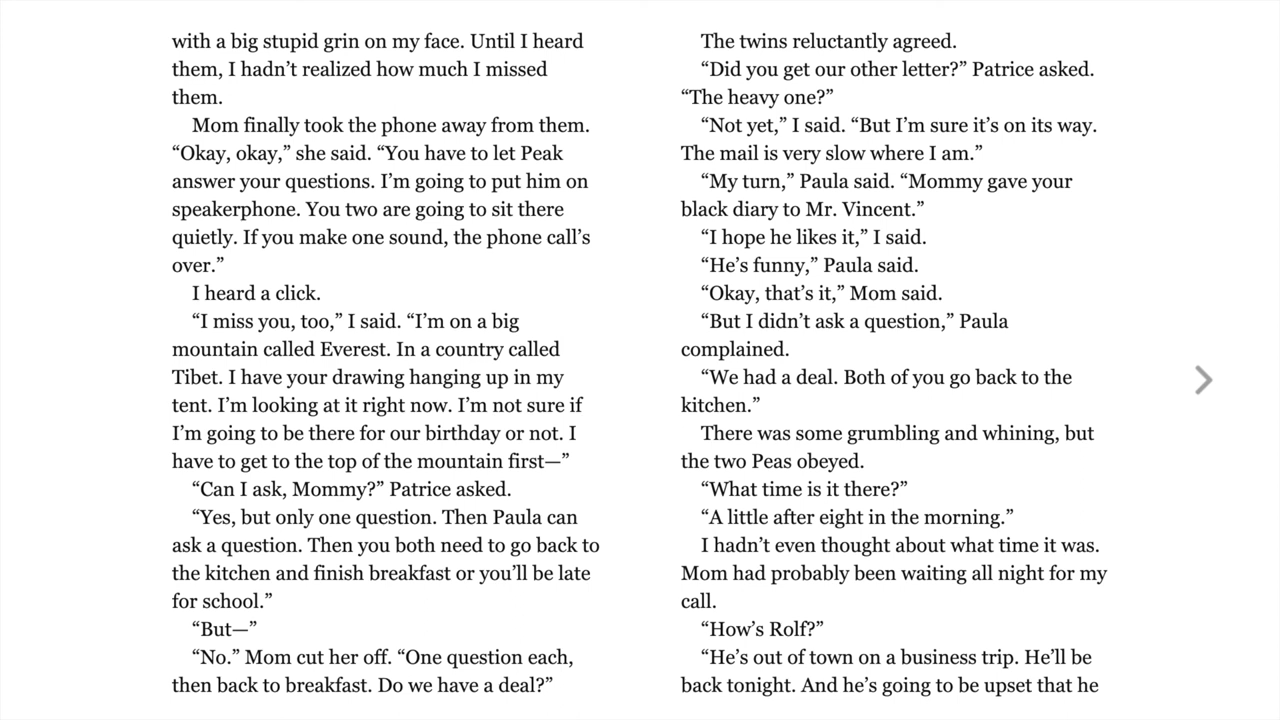 with a big stupid grin on my face. Until I heard
them, I hadn’t realized how much I missed
them.
Mom finally took the phone away from them.
“Okay, okay,” she said. “You have to let Peak
answer your questions. I’m going to put him on
speakerphone. You two are going to sit there
quietly. If you make one sound, the phone call’s
over.”
I heard a click.
“I miss you, too,” I said. “I’m on a big
mountain called Everest. In a country called
Tibet. I have your drawing hanging up in my
tent. I’m looking at it right now. I’m not sure if
I’m going to be there for our birthday or not. I
have to get to the top of the mountain first—”
“Can I ask, Mommy?” Patrice asked.
“Yes, but only one question. Then Paula can
ask a question. Then you both need to go back to
the kitchen and finish breakfast or you’ll be late
for school.”
“But—”
“No.” Mom cut her off. “One question each,
then back to breakfast. Do we have a deal?”
The twins reluctantly agreed.
“Did you get our other letter?” Patrice asked.
“The heavy one?”
“Not yet,” I said. “But I’m sure it’s on its way.
The mail is very slow where I am.”
“My turn,” Paula said. “Mommy gave your
black diary to Mr. Vincent.”
“I hope he likes it,” I said.
“He’s funny,” Paula said.
“Okay, that’s it,” Mom said.
“But I didn’t ask a question,” Paula
complained.
“We had a deal. Both of you go back to the
kitchen.”
There was some grumbling and whining, but
the two Peas obeyed.
“What time is it there?”
“A little after eight in the morning.”
I hadn’t even thought about what time it was.
Mom had probably been waiting all night for my
call.
“How’s Rolf?”
“He’s out of town on a business trip. He’ll be
back tonight. And he’s going to be upset that he